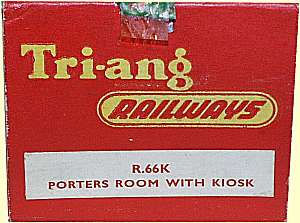 Tri-ang
RAILWAYS
R.66K
PORTERS ROOM WITH KIOSK